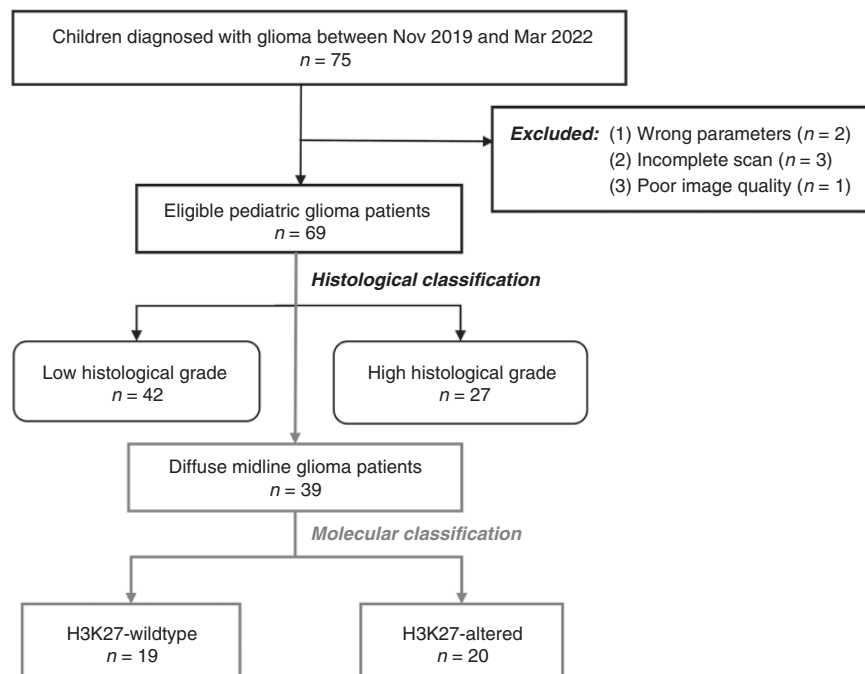 Children diagnosed with glioma between Nov 2019 and Mar 2022
n = 75
Excluded: (1) Wrong parameters (n = 2)
(2) Incomplete scan (n = 3)
(3) Poor image quality (n = 1)
Eligible pediatric glioma patients
n = 69
Histological classification
Low histological grade
n = 42
High histological grade
n = 27
Diffuse midline glioma patients
n = 39
Molecular classification
H3K27-wildtype
n = 19
H3K27-altered
n = 20